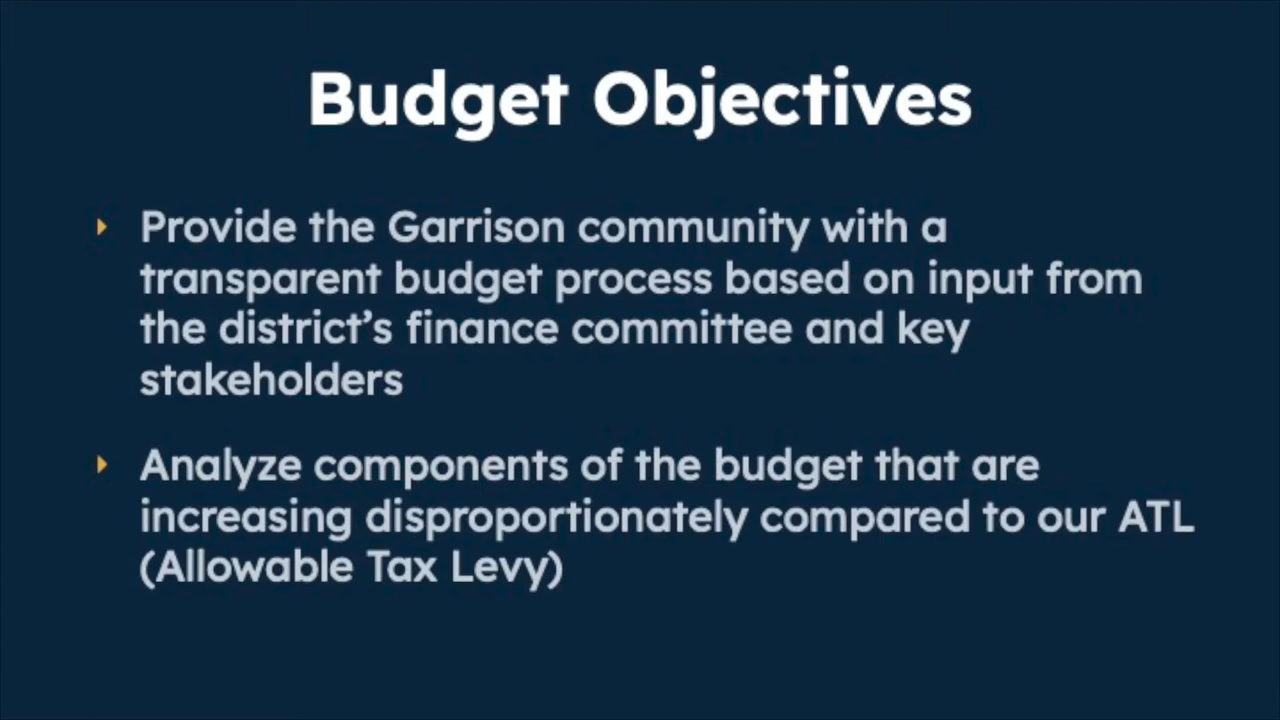 Budget Objectives
Provide the Garrison community with a
transparent budget process based on input from
the district’s finance committee and key
stakeholders
Analyze components of the budget that are
increasing disproportionately compared to our ATL
(Allowable Tax Levy)